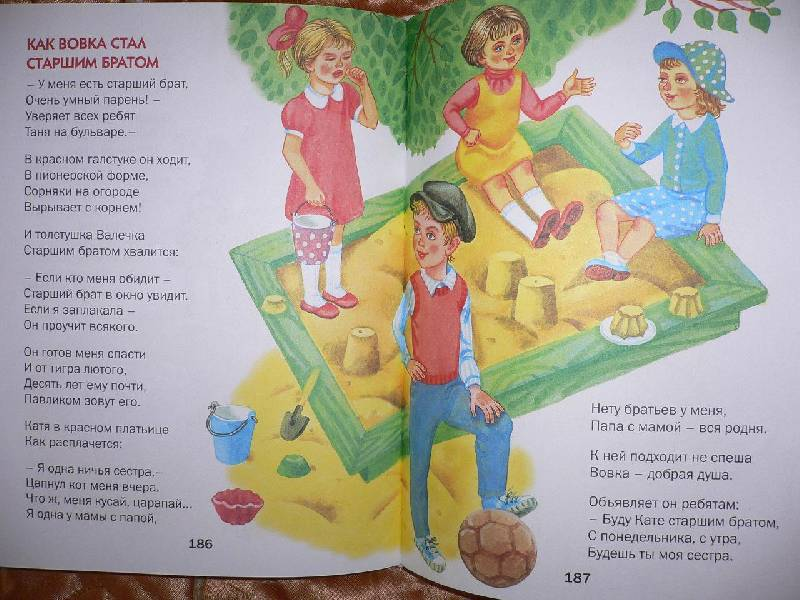 КАК ВОВКА СТАЛ
СТАРШИМ БРАТОМ
– У меня есть старший брат,
Очень умный парень! –
Уверяет всех ребят
Таня на бульваре.–
В красном галстуке он ходит,
В пионерской форме,
Сорняки на огороде
Вырывает с корнем!
И толстушка Валечка
Старшим братом хвалится:
– Если кто меня обидит –
Старший брат в окно увидит.
Если я заплакала –
Он проучит всякого.
Он готов меня спасти
И от тигра лютого,
Десять лет ему почти,
Павликом зовут его.
Катя в красном платьице
Как расплачется:
– Я одна ничья сестра,–
Цапнул кот меня вчера.
Что ж, меня кусай, царапай...
Я одна у мамы с папой,
186
Нету братьев у меня,
Папа с мамой – вся родня.
К ней подходит не спеша
Вовка – добрая душа.
Объявляет он ребятам:
– Буду Кате старшим братом,
С понедельника, с утра,
Будешь ты моя сестра.
187